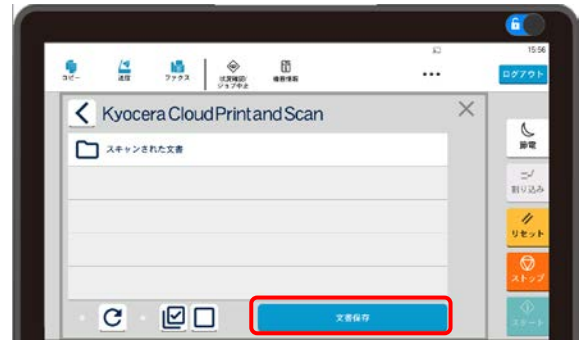 15:56
コピー 送信 ファクス 状況確認/ 機器情報 ... ログアウト
ジョブ中止
Kyocera Cloud Print and Scan
節電
スキャンされた文書
割り込み
リセット
ストップ
文書保存
スタート